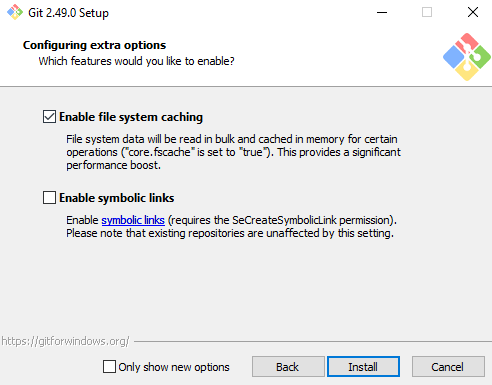 Git 2.49.0 Setup
Configuring extra options
Which features would you like to enable?
Enable file system caching
File system data will be read in bulk and cached in memory for certain
operations ("core.fscache" is set to "true"). This provides a significant
performance boost.
Enable symbolic links
Enable symbolic links (requires the SeCreateSymbolicLink permission).
Please note that existing repositories are unaffected by this setting.
https://gitforwindows.org/
Only show new options
Back
Install
Cancel